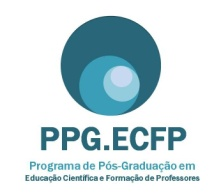 PPG.ECFP
Programa de Pós-Graduação em
Educação Científica e Formação de Professores